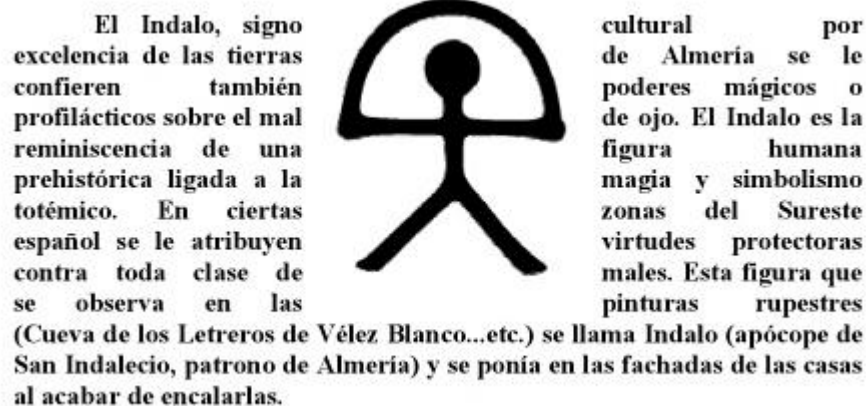 El Indalo, signo cultural por
excelencia de las tierras de Almería se le
confieren también poderes mágicos o
profilácticos sobre el mal de ojo. El Indalo es la
reminiscencia de una figura humana
prehistórica ligada a la magia y simbolismo
totémico. En ciertas zonas del Sureste
español se le atribuyen virtudes protectoras
contra toda clase de males. Esta figura que
se observa en las pinturas rupestres
(Cueva de los Letreros de Vélez Blanco...etc.) se llama Indalo (apócope de
San Indalecio, patrono de Almería) y se ponía en las fachadas de las casas
al acabar de encalarlas.